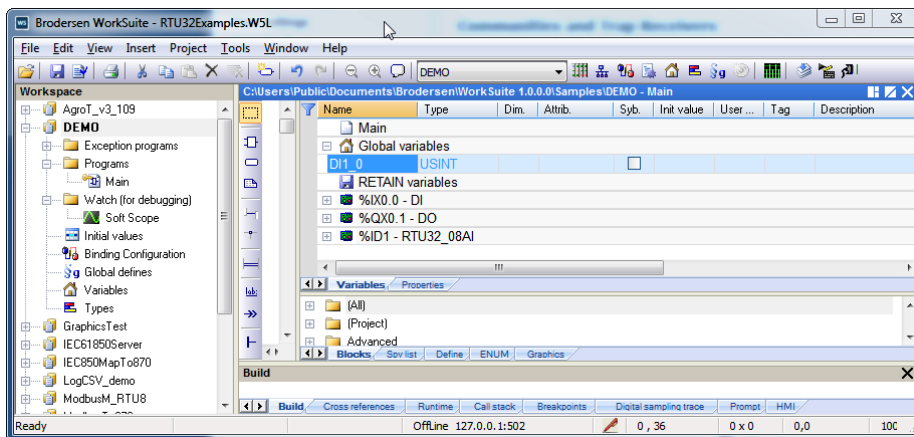 Brodersen WorkSuite - RTU32Examples.W5L
File Edit View Insert Project Tools Window Help
DEMO
Workspace
C:\Users\Public\Documents\Brodersen\WorkSuite 1.0.0.0\Samples\DEMO - Main
AgroT_v3_109
DEMO
Exception programs
Programs
Main
Watch (for debugging)
Soft Scope
Initial values
Binding Configuration
Global defines
Variables
Types
GraphicsTest
IEC61850Server
IEC850MapTo870
LogCSV_demo
ModbusM_RTU8
Name Type Dim. Attrib. Syb. Init value User ... Tag Description
Main
Global variables
DI1_0 USINT
RETAIN variables
%IX0.0 - DI
%QX0.1 - DO
%ID1 - RTU32_08AI
Variables Properties
(All)
(Project)
Advanced
Blocks Spy list Define ENUM Graphics
Build
Build Cross references Runtime Call stack Breakpoints Digital sampling trace Prompt HMI
Ready OffLine 127.0.0.1:502 0 , 36 0 x 0 0,0